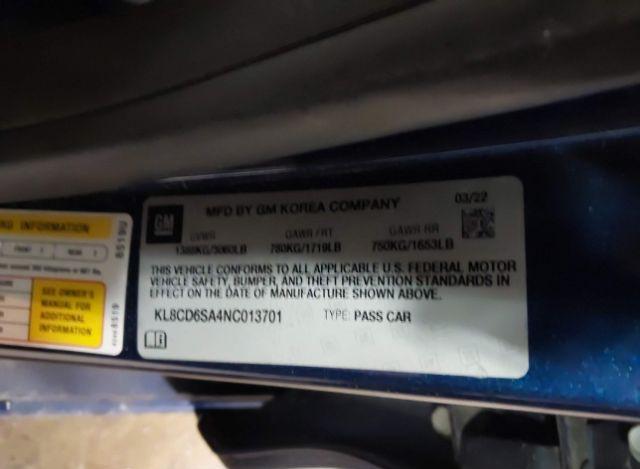 GM
MFD BY GM KOREA COMPANY
03/22
GVWR GAWR FRT GAWR RR
1388KG/3060LB 780KG/1719LB 750KG/1653LB
THIS VEHICLE CONFORMS TO ALL APPLICABLE U.S. FEDERAL MOTOR
VEHICLE SAFETY, BUMPER, AND THEFT PREVENTION STANDARDS IN
EFFECT ON THE DATE OF MANUFACTURE SHOWN ABOVE.
KL8CD6SA4NC013701 TYPE: PASS CAR
INFORMATION
SEE OWNER'S
MANUAL FOR
ADDITIONAL
INFORMATION